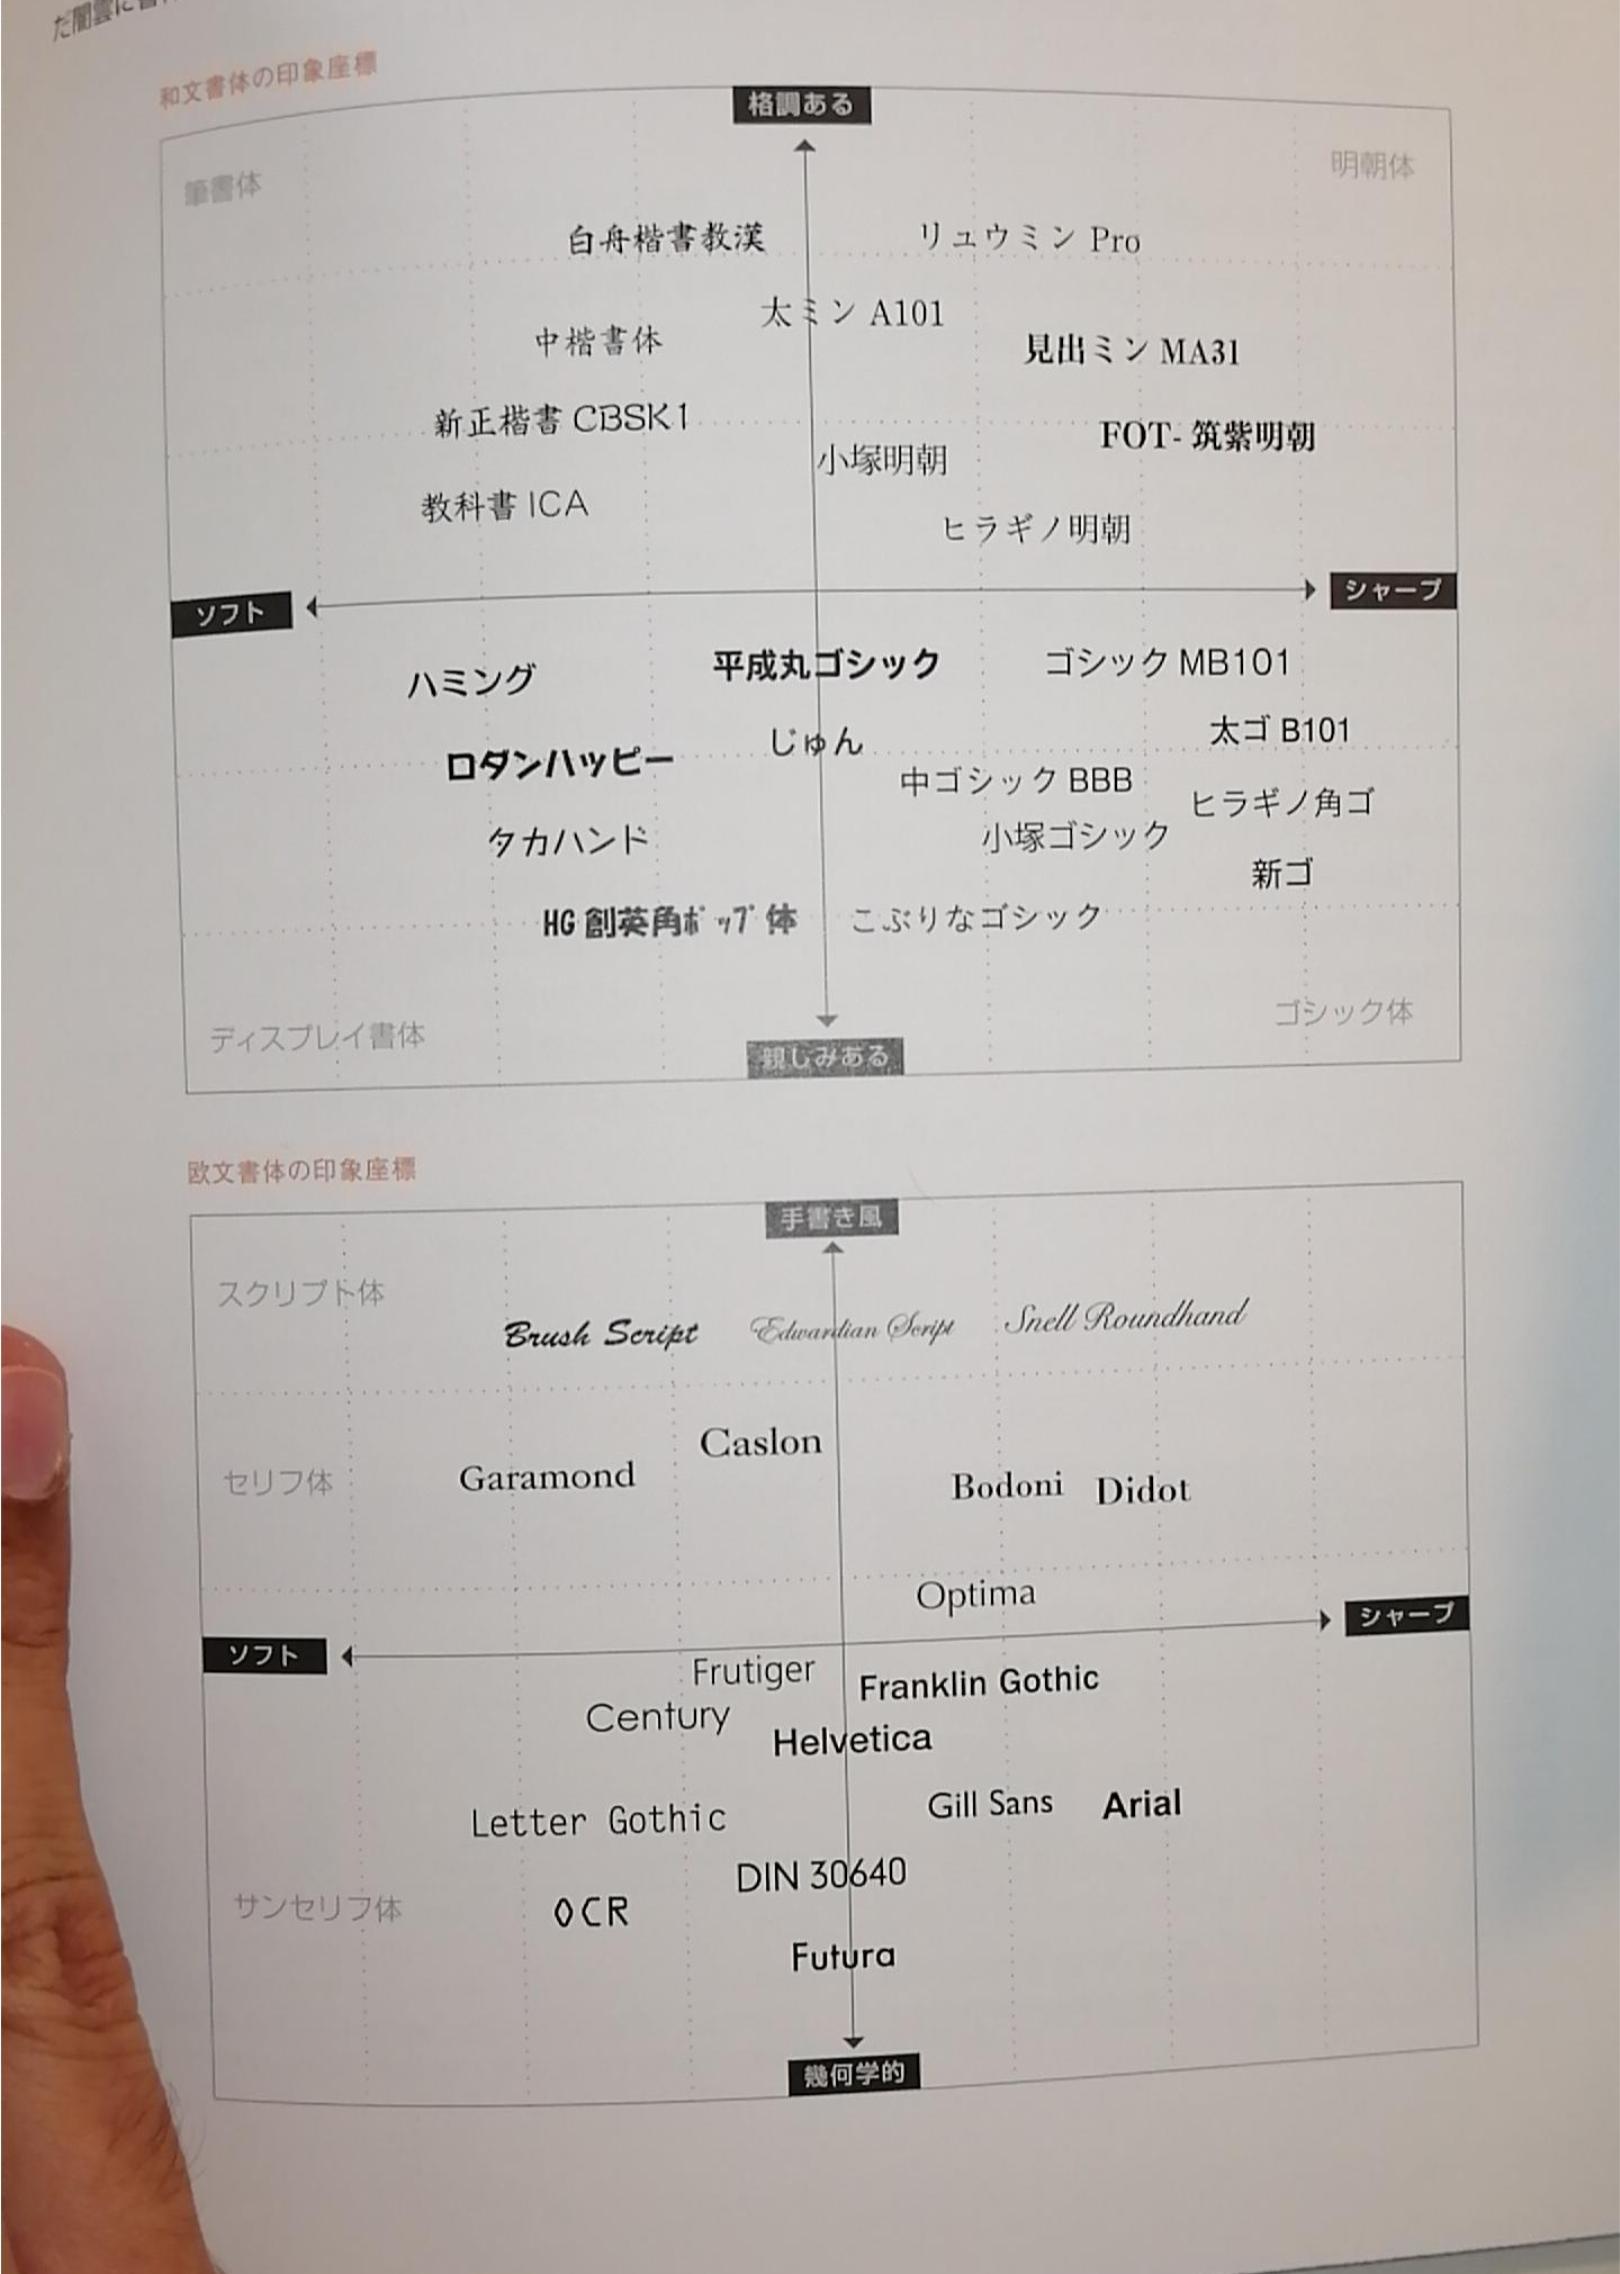 だ闇雲に
和文書体の印象座標
格調ある
筆書体
明朝体
白舟楷書教漢
リュウミン Pro
太ミン A101
中楷書体
見出ミン MA31
新正楷書 CBSK1
FOT- 筑紫明朝
小塚明朝
教科書 ICA
ヒラギノ明朝
ソフト
シャープ
ハミング
平成丸ゴシック
ゴシック MB101
じゅん
太ゴ B101
ロダンハッピー
中ゴシック BBB
ヒラギノ角ゴ
タカハンド
小塚ゴシック
新ゴ
HG 創英角ポップ体
こぶりなゴシック
ディスプレイ書体
ゴシック体
親しみある
欧文書体の印象座標
手書き風
スクリプト体
Brush Script
Edwardian Script
Snell Roundhand
Caslon
セリフ体
Garamond
Bodoni
Didot
Optima
ソフト
シャープ
Frutiger
Franklin Gothic
Century
Helvetica
Letter Gothic
Gill Sans
Arial
DIN 30640
サンセリフ体
OCR
Futura
幾何学的